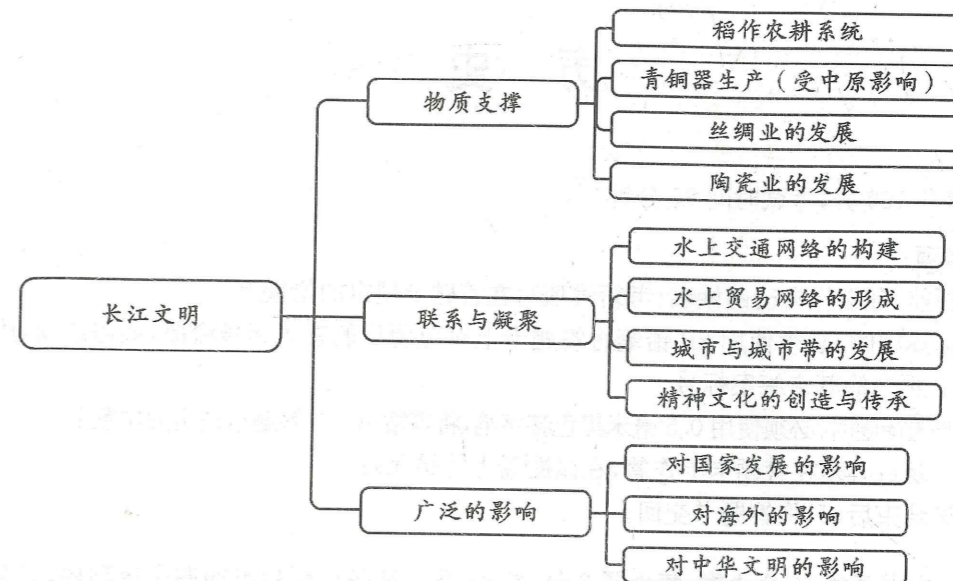 长江文明
物质支撑
稻作农耕系统
青铜器生产（受中原影响）
丝绸业的发展
陶瓷业的发展
联系与凝聚
水上交通网络的构建
水上贸易网络的形成
城市与城市带的发展
精神文化的创造与传承
广泛的影响
对国家发展的影响
对海外的影响
对中华文明的影响